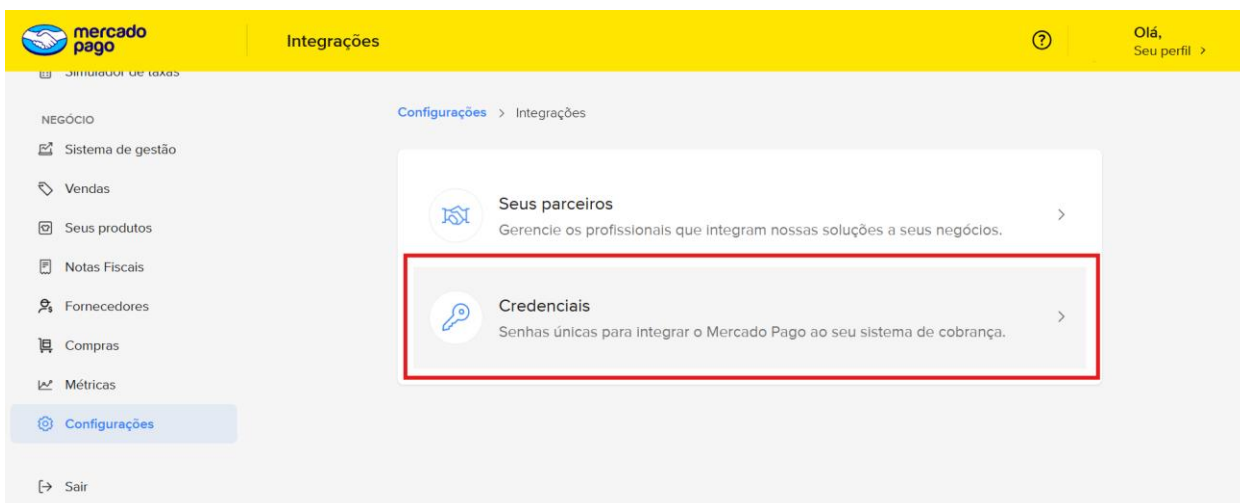 mercado
pago
Integrações
Olá,
Seu perfil >
Simulador de taxas
NEGÓCIO
Sistema de gestão
Vendas
Seus produtos
Notas Fiscais
Fornecedores
Compras
Métricas
Configurações
Sair
Configurações > Integrações
Seus parceiros
Gerencie os profissionais que integram nossas soluções a seus negócios.
Credenciais
Senhas únicas para integrar o Mercado Pago ao seu sistema de cobrança.